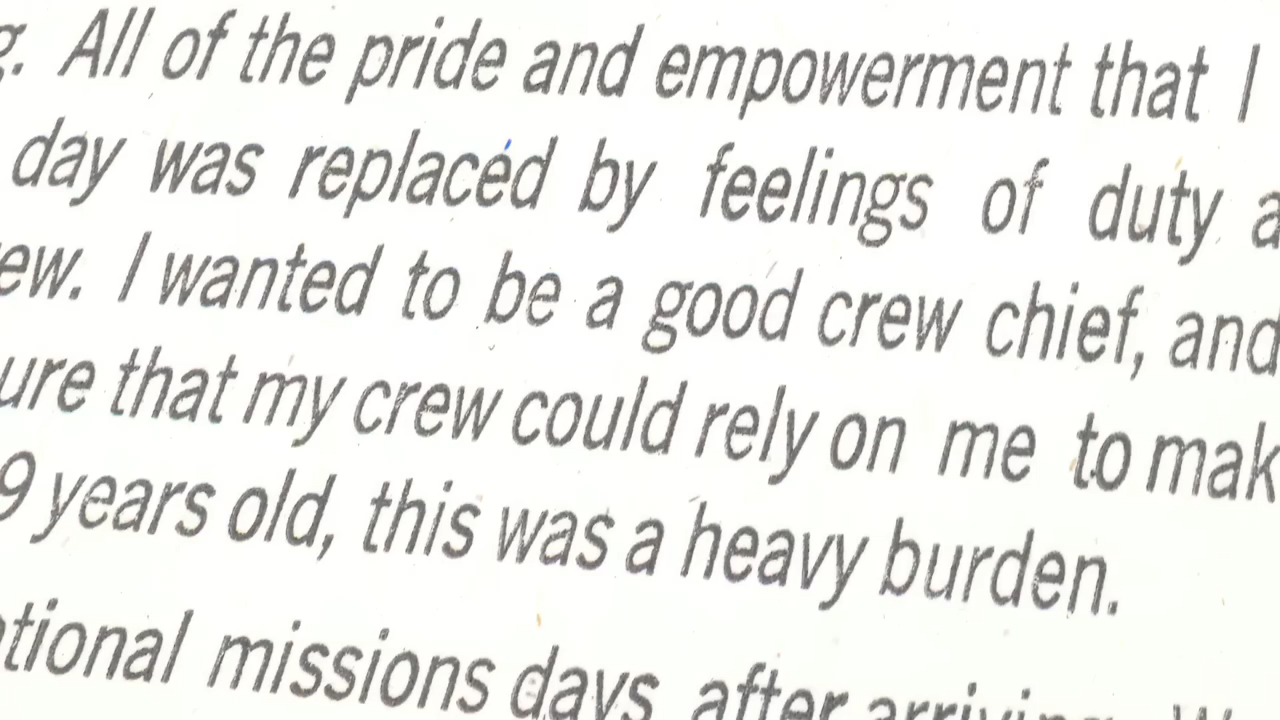 g. All of the pride and empowerment that I
day was replaced by feelings of duty a
ew. I wanted to be a good crew chief, and
ure that my crew could rely on me to mak
9 years old, this was a heavy burden.
tional missions days after arriving. W